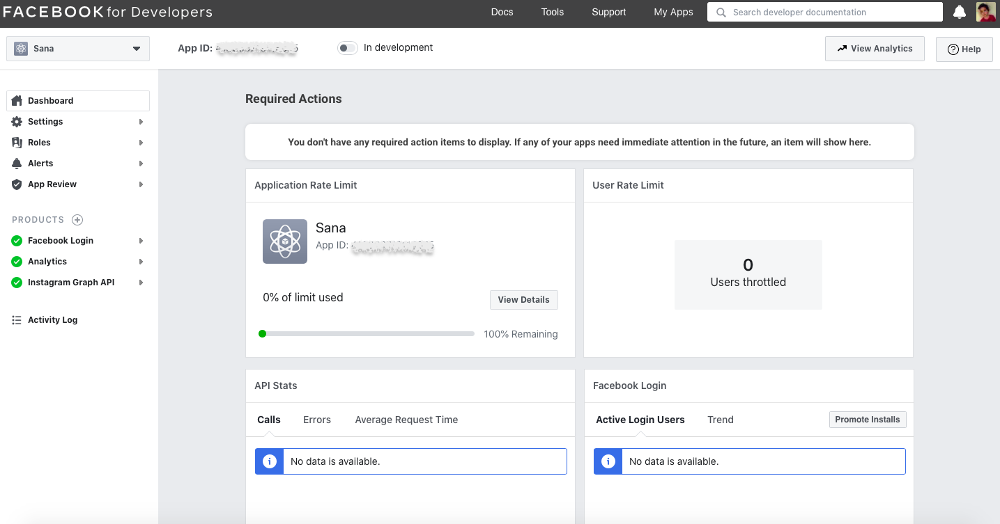 FACEBOOK for Developers
Docs
Tools
Support
My Apps
Search developer documentation
Sana
App ID:
In development
View Analytics
Help
Dashboard
Settings
Roles
Alerts
App Review
PRODUCTS
Facebook Login
Analytics
Instagram Graph API
Activity Log
Required Actions
You don't have any required action items to display. If any of your apps need immediate attention in the future, an item will show here.
Application Rate Limit
Sana
App ID:
0% of limit used
View Details
100% Remaining
User Rate Limit
0
Users throttled
API Stats
Calls
Errors
Average Request Time
No data is available.
Facebook Login
Active Login Users
Trend
Promote Installs
No data is available.